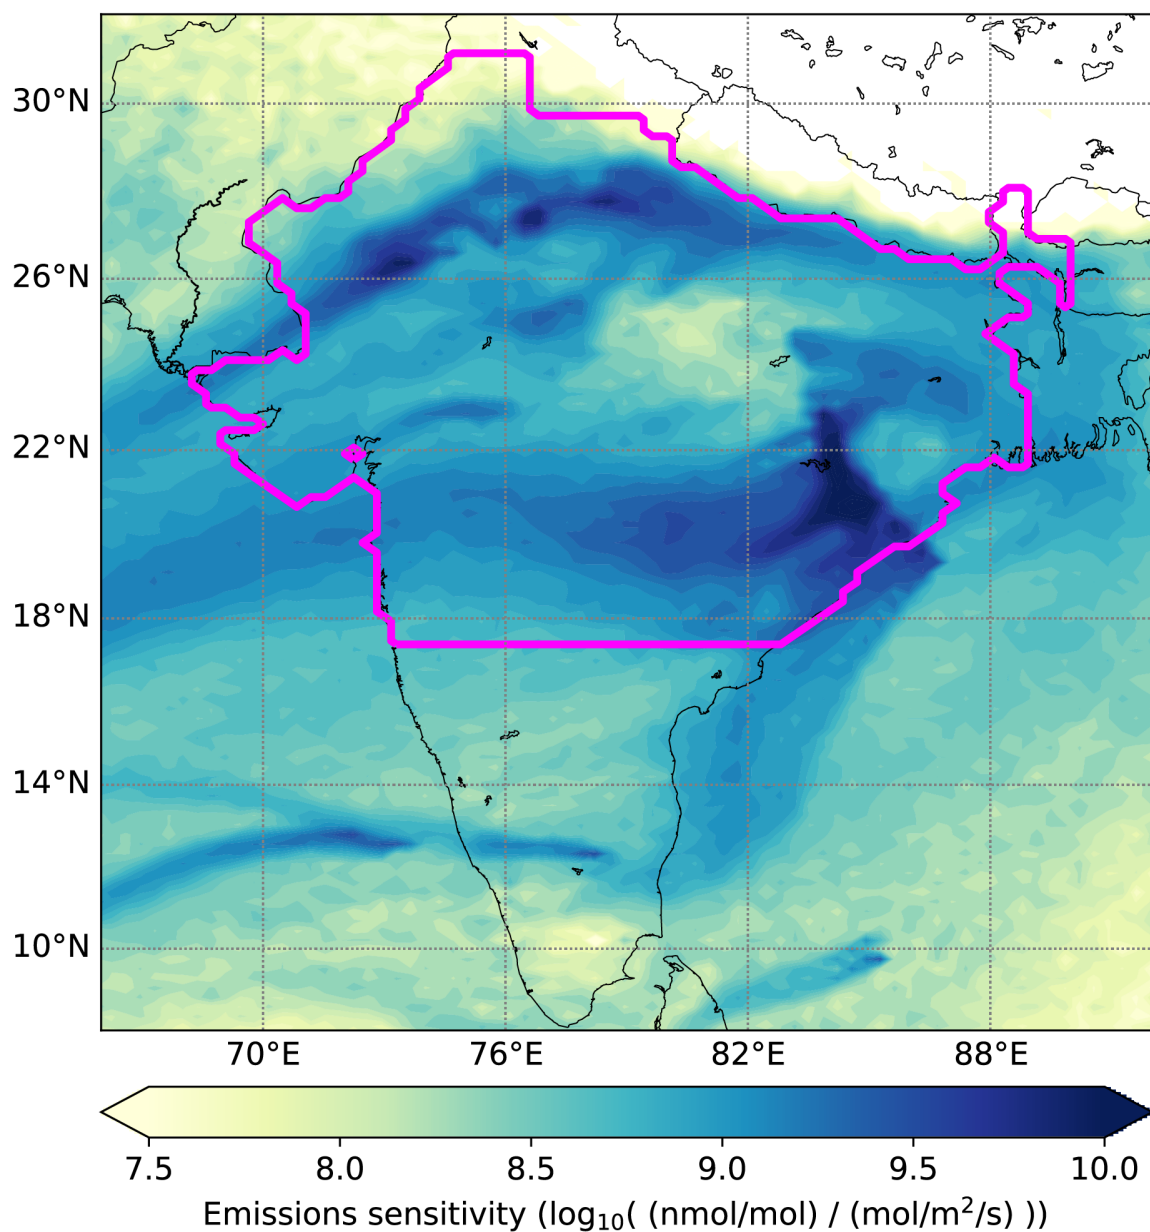 30°N
26°N
22°N
18°N
14°N
10°N
70°E 76°E 82°E 88°E
7.5 8.0 8.5 9.0 9.5 10.0
Emissions sensitivity (log₁₀( (nmol/mol) / (mol/m²/s) ))